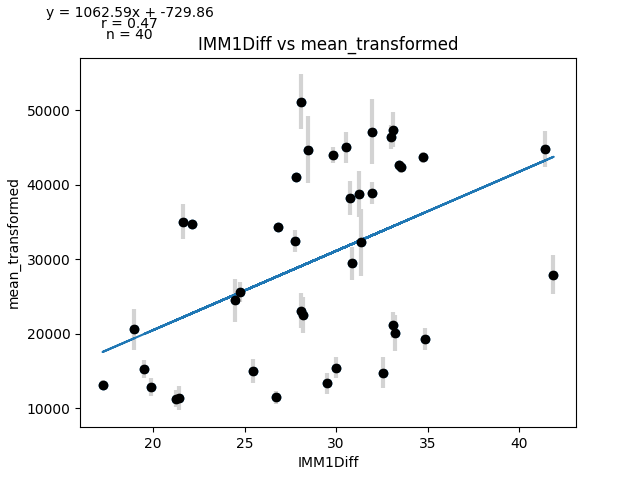 y = 1062.59x + -729.86
r = 0.47
n = 40
IMM1Diff vs mean_transformed
50000
40000
30000
20000
10000
mean_transformed
20 25 30 35 40
IMM1Diff